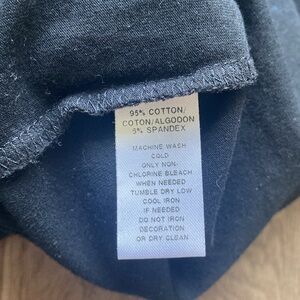 95% COTTON/
COTON/ALGODON
5% SPANDEX
MACHINE WASH
COLD
ONLY NON-
CHLORINE BLEACH
WHEN NEEDED
TUMBLE DRY LOW
COOL IRON
IF NEEDED
DO NOT IRON
DECORATION
OR DRY CLEAN